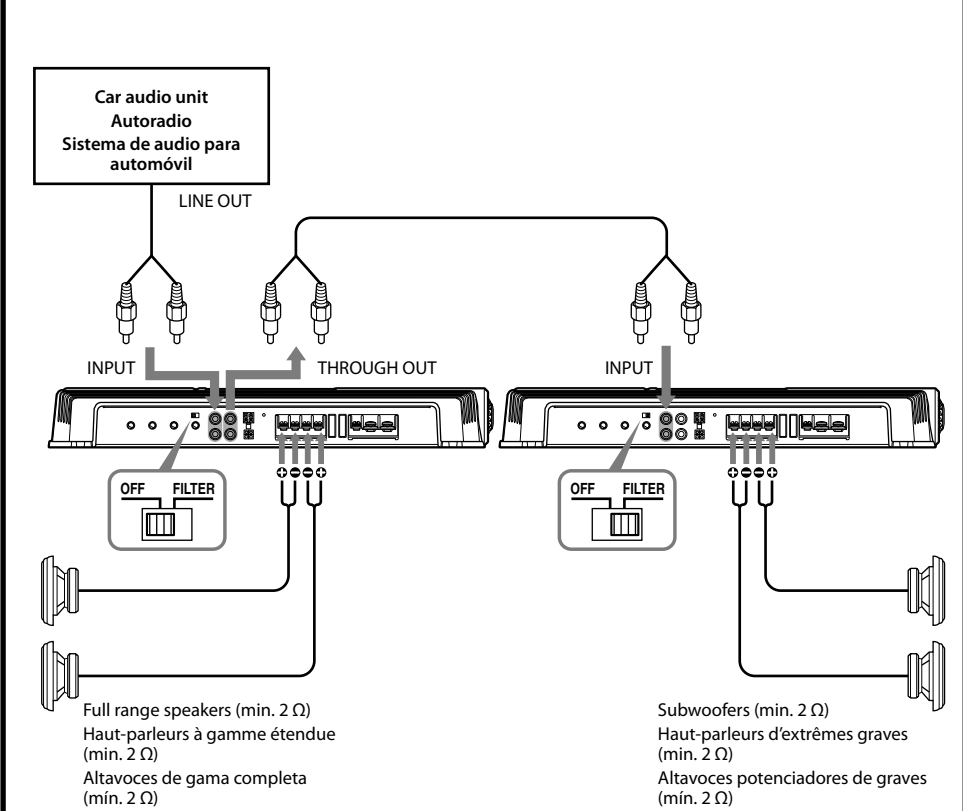 Car audio unit
Autoradio
Sistema de audio para
automóvil
LINE OUT
INPUT
THROUGH OUT
INPUT
OFF FILTER
OFF FILTER
Full range speakers (min. 2 Ω)
Haut-parleurs à gamme étendue
(min. 2 Ω)
Altavoces de gama completa
(mín. 2 Ω)
Subwoofers (min. 2 Ω)
Haut-parleurs d'extrêmes graves
(min. 2 Ω)
Altavoces potenciadores de graves
(mín. 2 Ω)